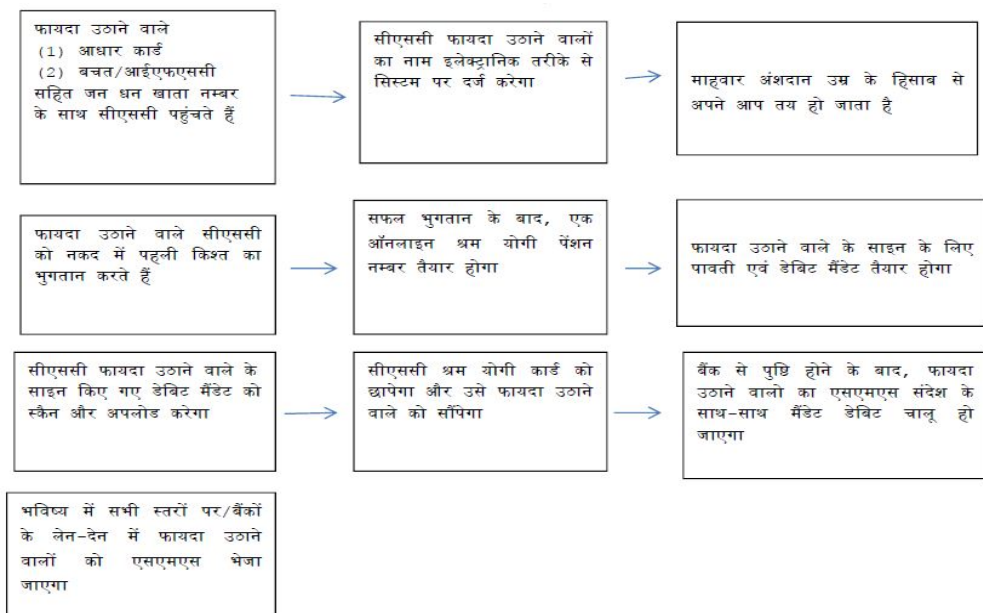 फायदा उठाने वाले
(1) आधार कार्ड
(2) बचत/आईएफएससी
सहित जन धन खाता नम्बर
के साथ सीएससी पहुंचते हैं
सीएससी फायदा उठाने वालों
का नाम इलेक्ट्रानिक तरीके से
सिस्टम पर दर्ज करेगा
माहवार अंशदान उम्र के हिसाब से
अपने आप तय हो जाता है
फायदा उठाने वाले सीएससी
को नकद में पहली किश्त का
भुगतान करते हैं
सफल भुगतान के बाद, एक
ऑनलाइन श्रम योगी पेंशन
नम्बर तैयार होगा
फायदा उठाने वाले के साइन के लिए
पावती एवं डेबिट मैंडेट तैयार होगा
सीएससी फायदा उठाने वाले के
साइन किए गए डेबिट मैंडेट को
स्कैन और अपलोड करेगा
सीएससी श्रम योगी कार्ड को
छापेगा और उसे फायदा उठाने
वाले को सौंपेगा
बैंक से पुष्टि होने के बाद, फायदा
उठाने वालो का एसएमएस संदेश के
साथ-साथ मैंडेट डेबिट चालू हो
जाएगा
भविष्य में सभी स्तरों पर/बैंकों
के लेन-देन में फायदा उठाने
वालों को एसएमएस भेजा
जाएगा